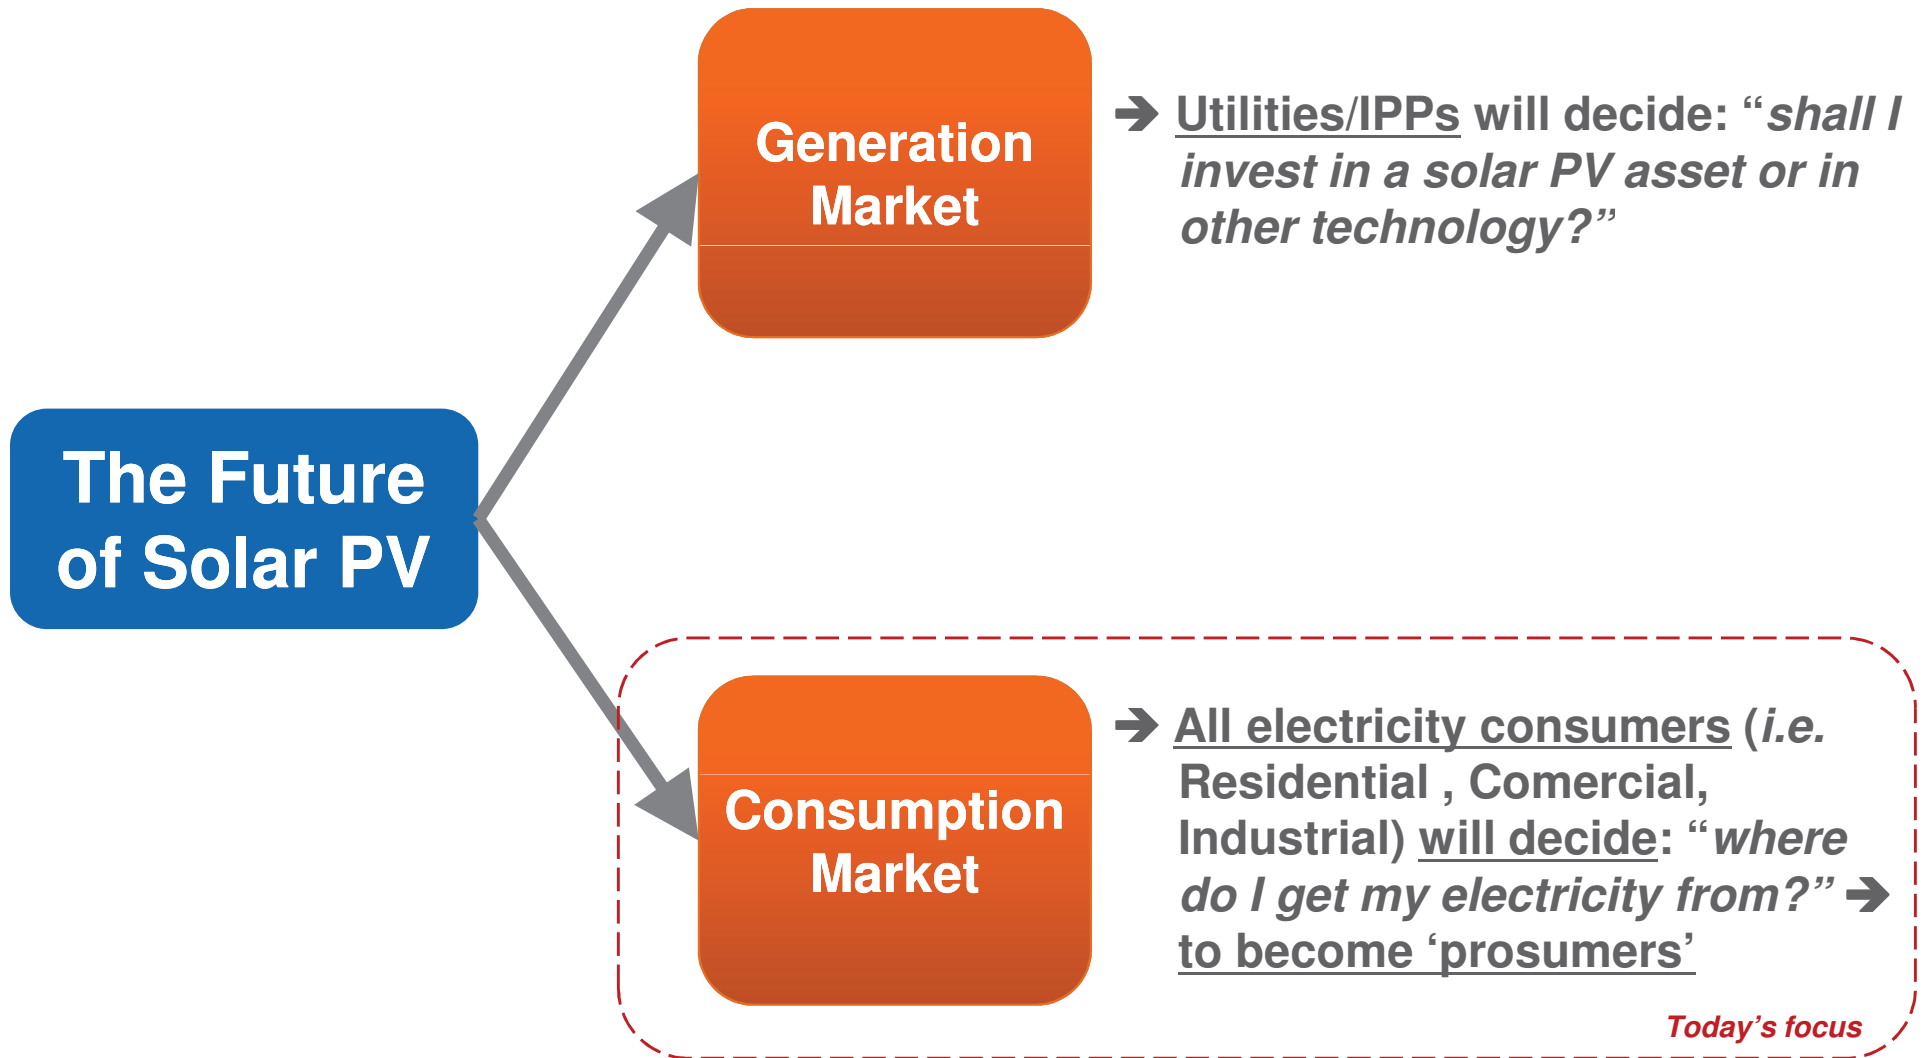 Generation
Market
➔ Utilities/IPPs will decide: “shall I
invest in a solar PV asset or in
other technology?”
The Future
of Solar PV
Consumption
Market
➔ All electricity consumers (i.e.
Residential , Comercial,
Industrial) will decide: “where
do I get my electricity from?” ➔
to become ‘prosumers’
Today’s focus